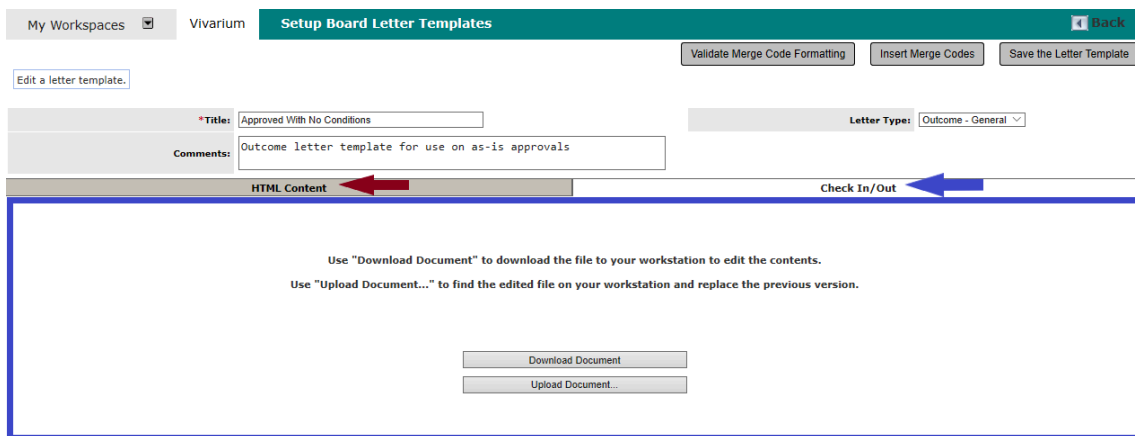 My Workspaces Vivarium Setup Board Letter Templates Back
Validate Merge Code Formatting Insert Merge Codes Save the Letter Template
Edit a letter template.
*Title: Approved With No Conditions Letter Type: Outcome - General
Comments: Outcome letter template for use on as-is approvals
HTML Content Check In/Out
Use "Download Document" to download the file to your workstation to edit the contents.
Use "Upload Document..." to find the edited file on your workstation and replace the previous version.
Download Document
Upload Document...